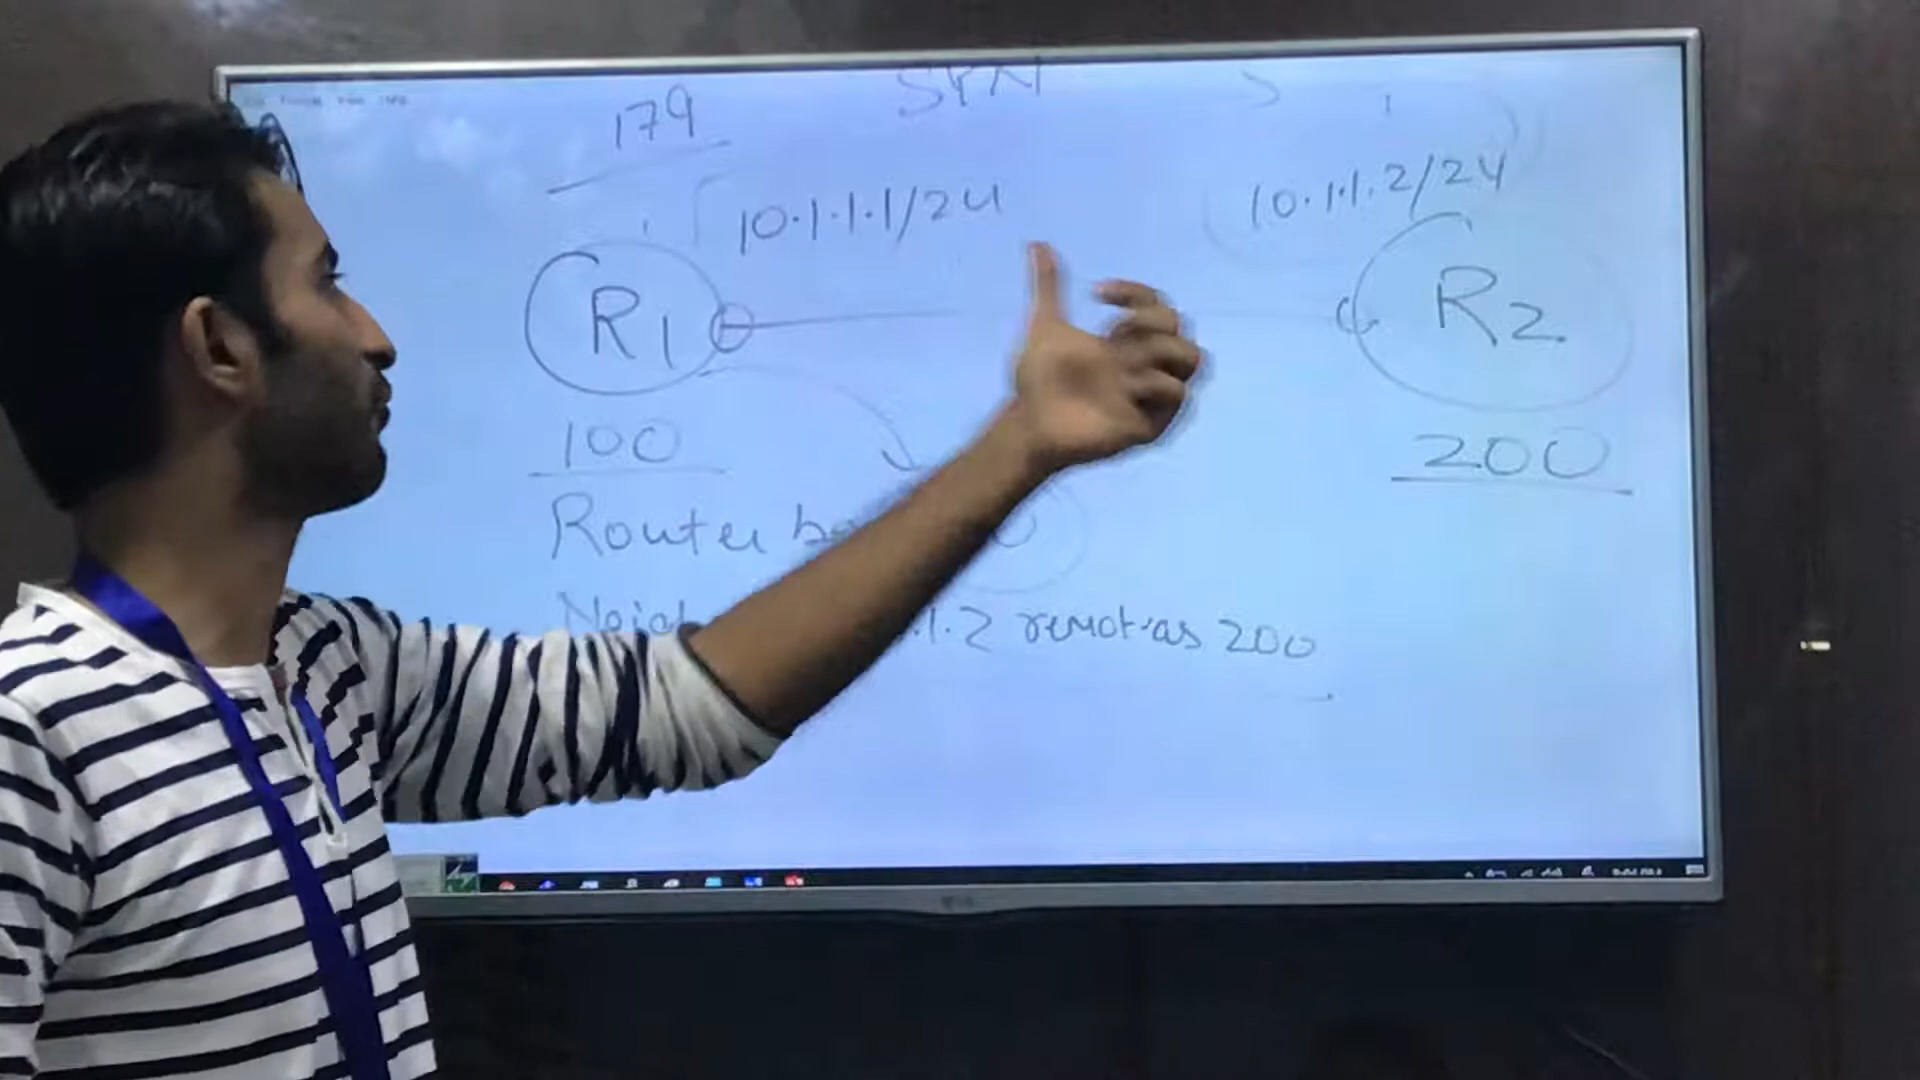 179 SYN
10.1.1.1/24 10.1.1.2/24
R1 R2
100 200
Router
.1.2 remot-as 200